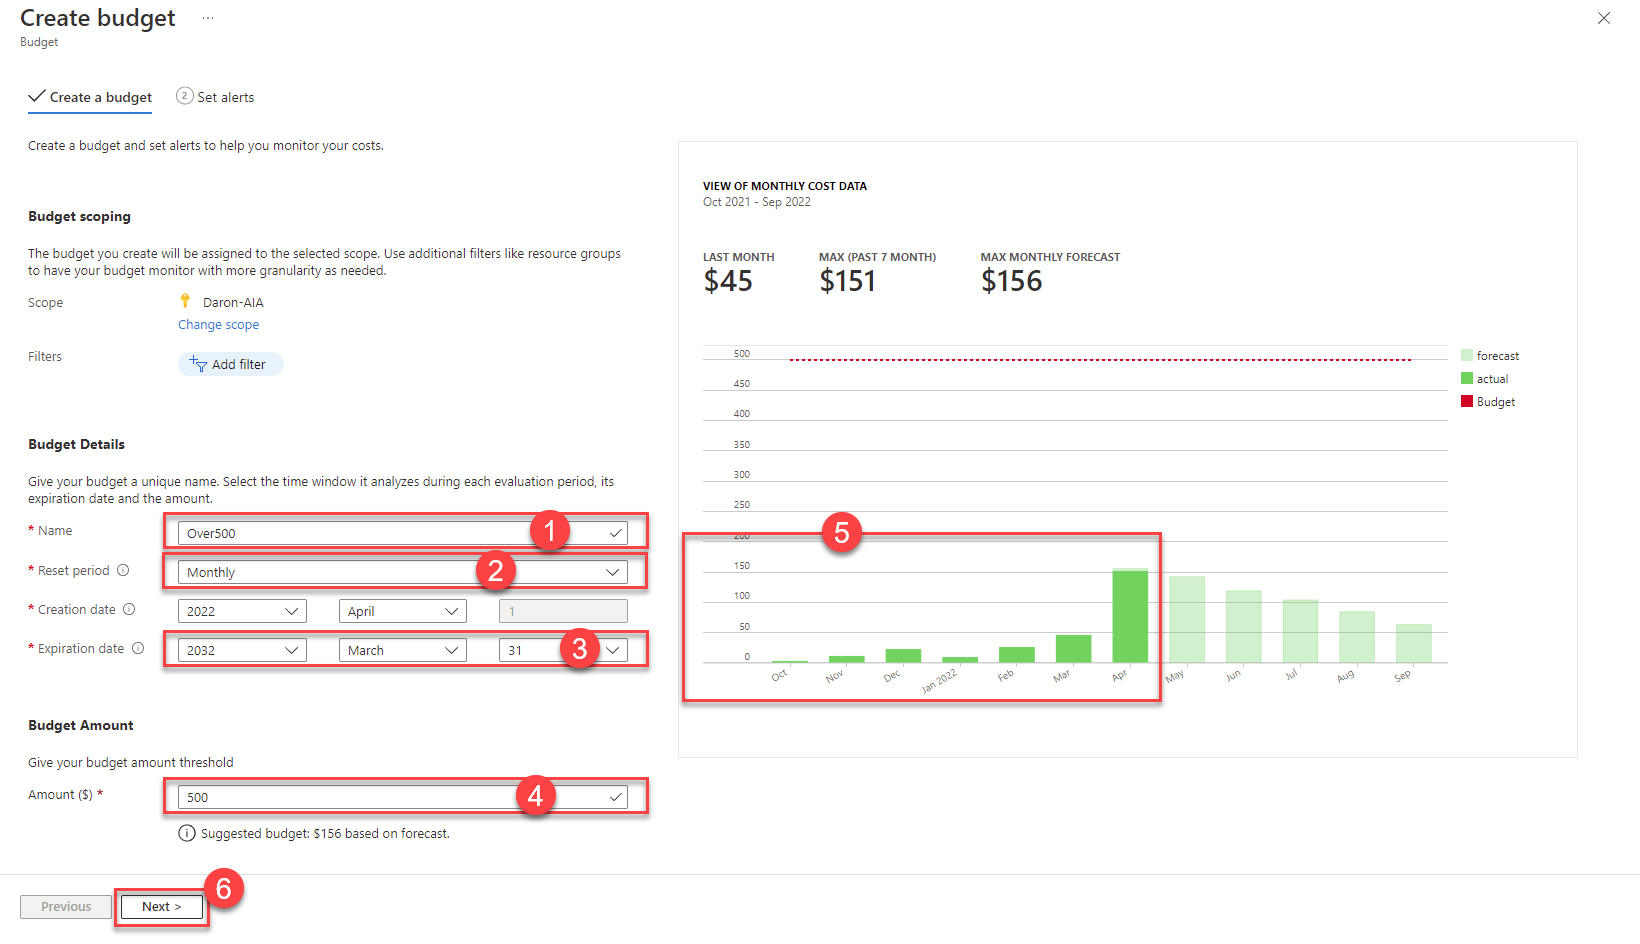 Create budget ...
Budget
Create a budget
2 Set alerts
Create a budget and set alerts to help you monitor your costs.
Budget scoping
The budget you create will be assigned to the selected scope. Use additional filters like resource groups
to have your budget monitor with more granularity as needed.
Scope
Daron-AIA
Change scope
Filters
Add filter
Budget Details
Give your budget a unique name. Select the time window it analyzes during each evaluation period, its
expiration date and the amount.
* Name
Over500
1
* Reset period
Monthly
2
* Creation date
2022
April
1
* Expiration date
2032
March
31
3
Budget Amount
Give your budget amount threshold
Amount ($) *
500
4
Suggested budget: $156 based on forecast.
Previous
Next >
6
VIEW OF MONTHLY COST DATA
Oct 2021 - Sep 2022
LAST MONTH
$45
MAX (PAST 7 MONTH)
$151
MAX MONTHLY FORECAST
$156
500
450
400
350
300
250
200
150
100
50
0
5
Oct
Nov
Dec
Jan 2022
Feb
Mar
Apr
May
Jun
Jul
Aug
Sep
forecast
actual
Budget